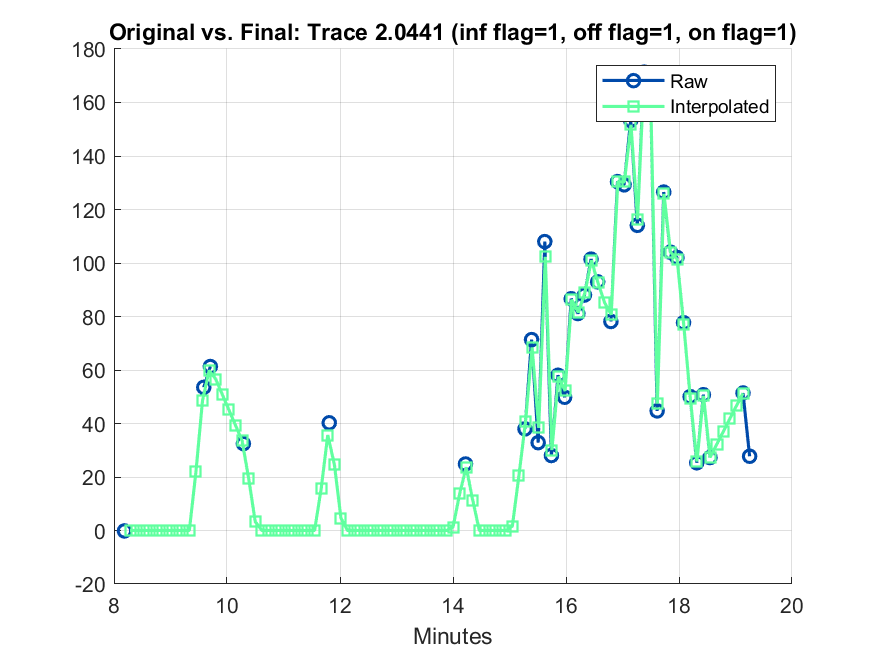 Original vs. Final: Trace 2.0441 (inf flag=1, off flag=1, on flag=1)
180
160
140
120
100
80
60
40
20
0
-20
Raw
Interpolated
8 10 12 14 16 18 20
Minutes